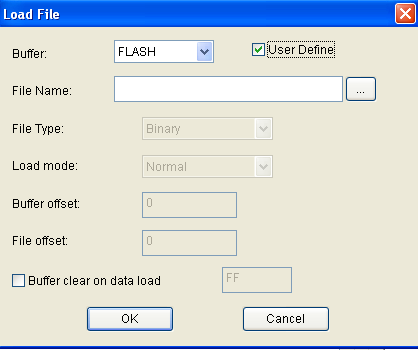 Load File
Buffer: FLASH User Define
File Name: ...
File Type: Binary
Load mode: Normal
Buffer offset: 0
File offset: 0
Buffer clear on data load FF
OK Cancel